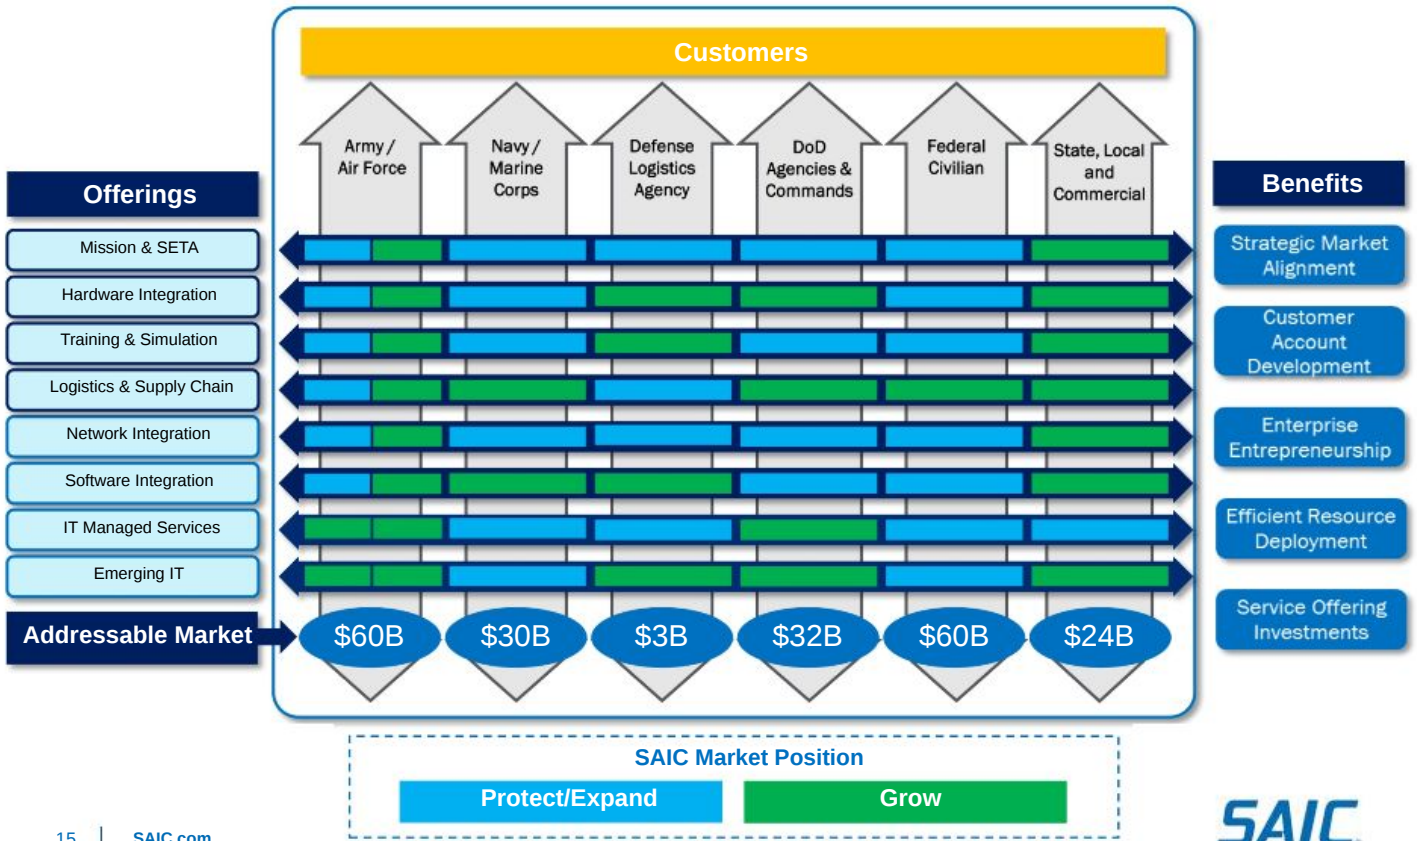 Customers
Army /
Air Force
Navy /
Marine
Corps
Defense
Logistics
Agency
DoD
Agencies &
Commands
Federal
Civilian
State, Local
and
Commercial
Offerings
Mission & SETA
Hardware Integration
Training & Simulation
Logistics & Supply Chain
Network Integration
Software Integration
IT Managed Services
Emerging IT
Addressable Market
$60B
$30B
$3B
$32B
$60B
$24B
Benefits
Strategic Market
Alignment
Customer
Account
Development
Enterprise
Entrepreneurship
Efficient Resource
Deployment
Service Offering
Investments
SAIC Market Position
Protect/Expand
Grow
15
SAIC.com
SAIC